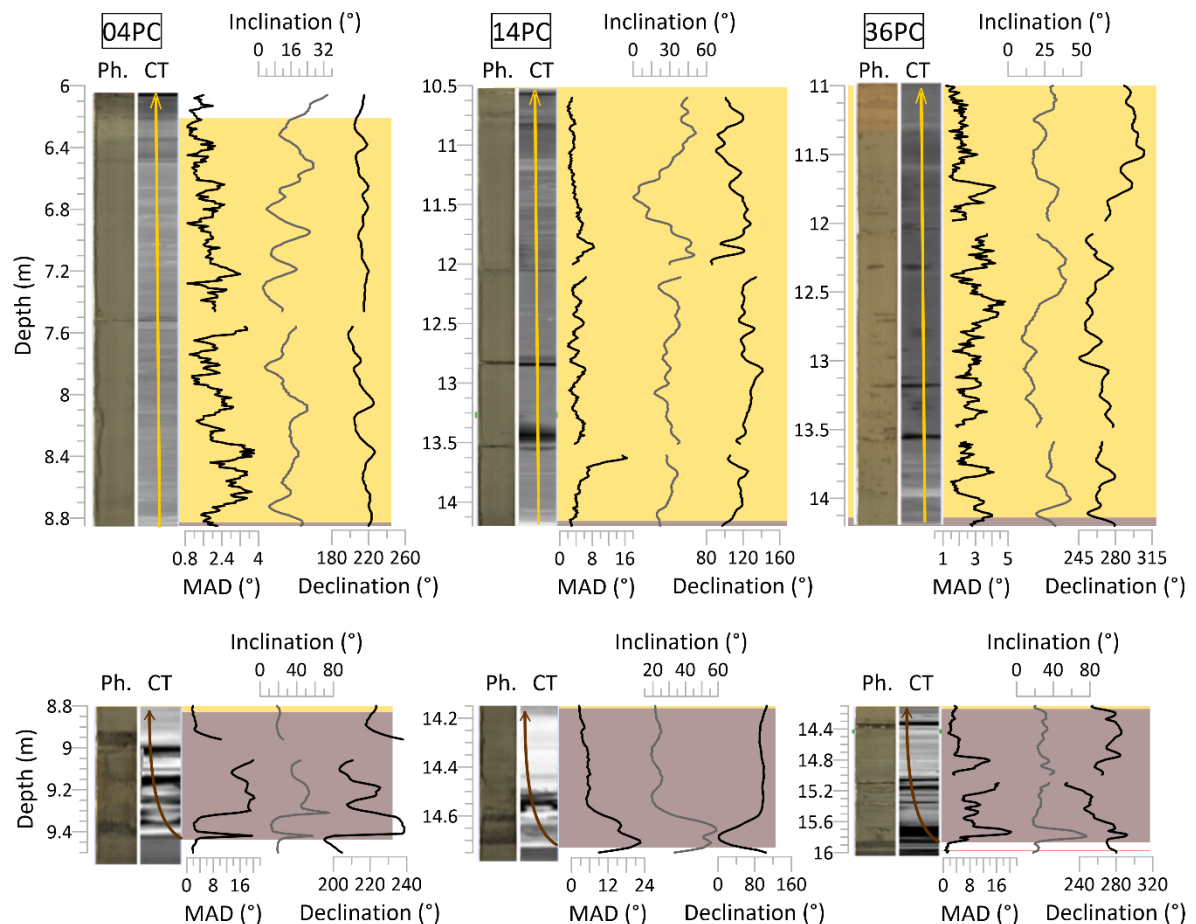 04PC
Inclination (°)
0 16 32
Ph. CT
14PC
Inclination (°)
0 30 60
Ph. CT
36PC
Inclination (°)
0 25 50
Ph. CT
Depth (m)
6
6.4
6.8
7.2
7.6
8
8.4
8.8
10.5
11
11.5
12
12.5
13
13.5
14
11
11.5
12
12.5
13
13.5
14
0.8 2.4 4
MAD (°)
180 220 260
Declination (°)
0 8 16
MAD (°)
80 120 160
Declination (°)
1 3 5
MAD (°)
245 280 315
Declination (°)
Inclination (°)
0 40 80
Ph. CT
Inclination (°)
20 40 60
Ph. CT
Inclination (°)
0 40 80
Ph. CT
Depth (m)
8.8
9
9.2
9.4
14.2
14.4
14.6
14.4
14.8
15.2
15.6
16
0 8 16
MAD (°)
200 220 240
Declination (°)
0 12 24
MAD (°)
0 80 160
Declination (°)
0 8 16
MAD (°)
240 280 320
Declination (°)